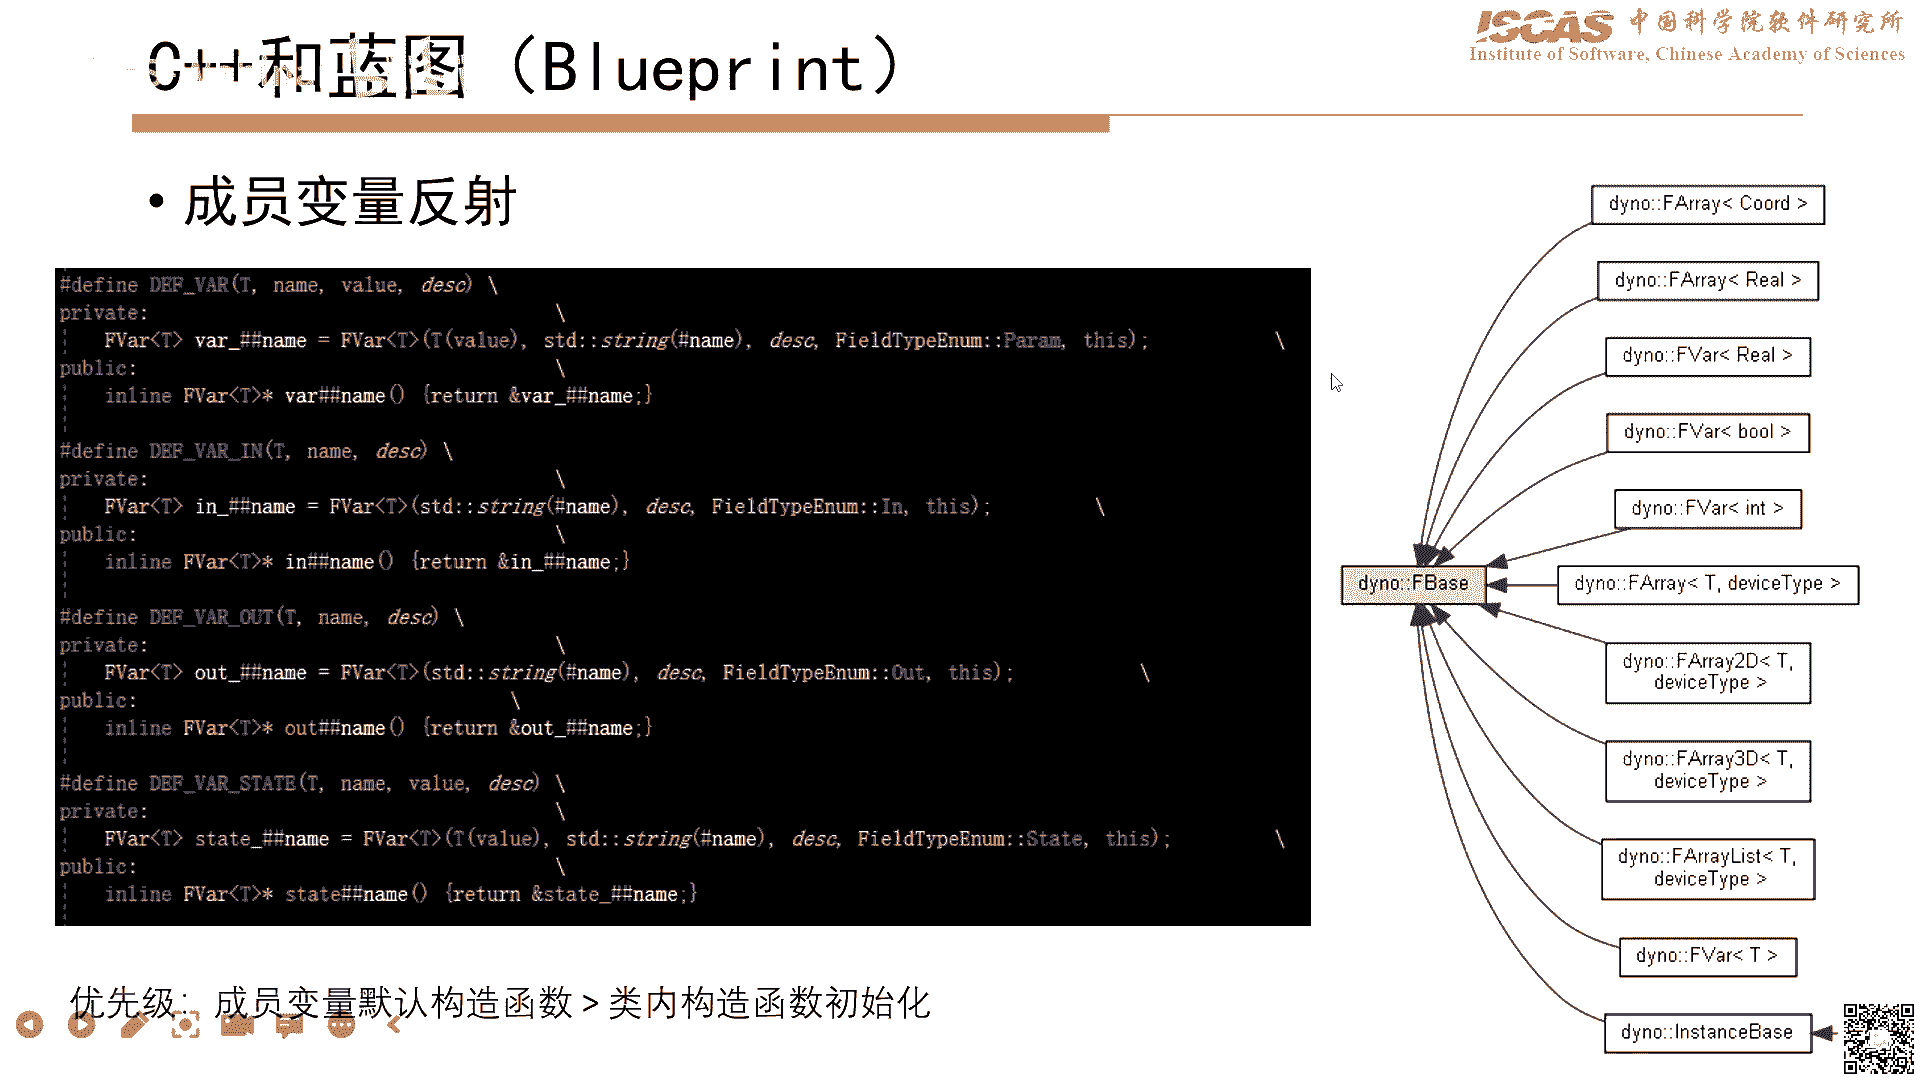 ISCAS 中国科学院软件研究所
Institute of Software, Chinese Academy of Sciences
C++和蓝图（Blueprint）
• 成员变量反射
#define DEF_VAR(T, name, value, desc) \
private: \
FVar<T> var_##name = FVar<T>(T(value), std::string(#name), desc, FieldTypeEnum::Param, this); \
public: \
inline FVar<T>* var##name() {return &var_##name;}
#define DEF_VAR_IN(T, name, desc) \
private: \
FVar<T> in_##name = FVar<T>(std::string(#name), desc, FieldTypeEnum::In, this); \
public: \
inline FVar<T>* in##name() {return &in_##name;}
#define DEF_VAR_OUT(T, name, desc) \
private: \
FVar<T> out_##name = FVar<T>(std::string(#name), desc, FieldTypeEnum::Out, this); \
public: \
inline FVar<T>* out##name() {return &out_##name;}
#define DEF_VAR_STATE(T, name, value, desc) \
private: \
FVar<T> state_##name = FVar<T>(T(value), std::string(#name), desc, FieldTypeEnum::State, this); \
public: \
inline FVar<T>* state##name() {return &state_##name;}
优先级：成员变量默认构造函数 > 类内构造函数初始化
dyno::FArray< Coord >
dyno::FArray< Real >
dyno::FVar< Real >
dyno::FVar< bool >
dyno::FVar< int >
dyno::FBase
dyno::FArray< T, deviceType >
dyno::FArray2D< T,
deviceType >
dyno::FArray3D< T,
deviceType >
dyno::FArrayList< T,
deviceType >
dyno::FVar< T >
dyno::InstanceBase